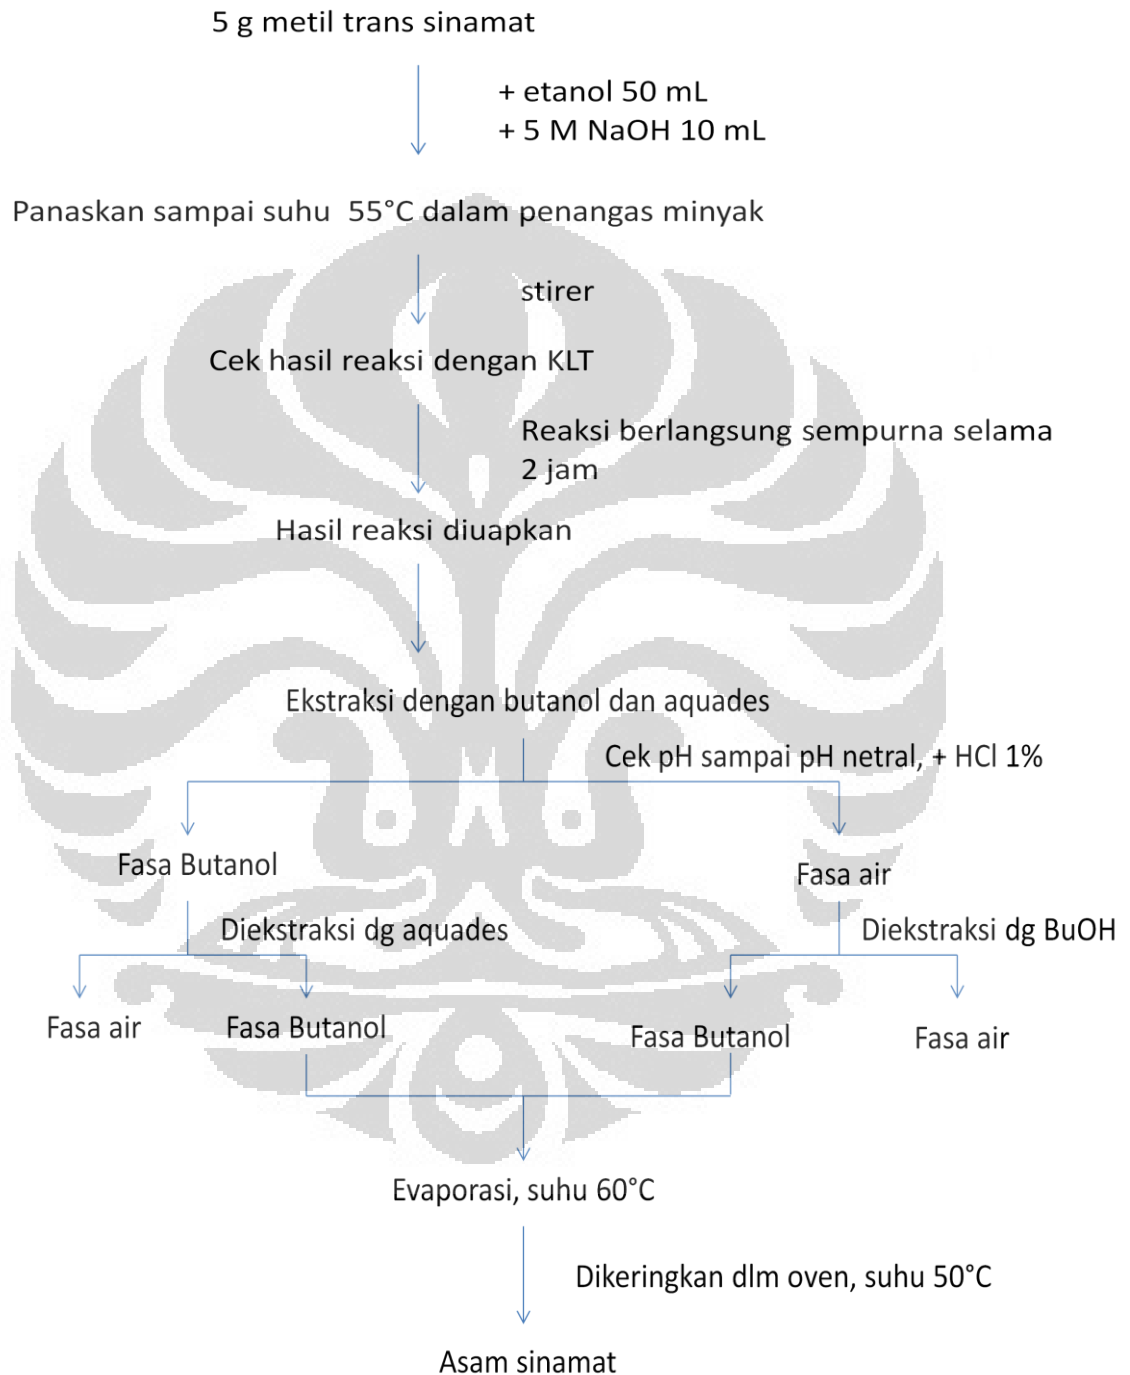 5 g metil trans sinamat
+ etanol 50 mL
+ 5 M NaOH 10 mL
Panaskan sampai suhu 55°C dalam penangas minyak
stirer
Cek hasil reaksi dengan KLT
Reaksi berlangsung sempurna selama
2 jam
Hasil reaksi diuapkan
Ekstraksi dengan butanol dan aquades
Cek pH sampai pH netral, + HCl 1%
Fasa Butanol
Fasa air
Diekstraksi dg aquades
Diekstraksi dg BuOH
Fasa air
Fasa Butanol
Fasa Butanol
Fasa air
Evaporasi, suhu 60°C
Dikeringkan dlm oven, suhu 50°C
Asam sinamat